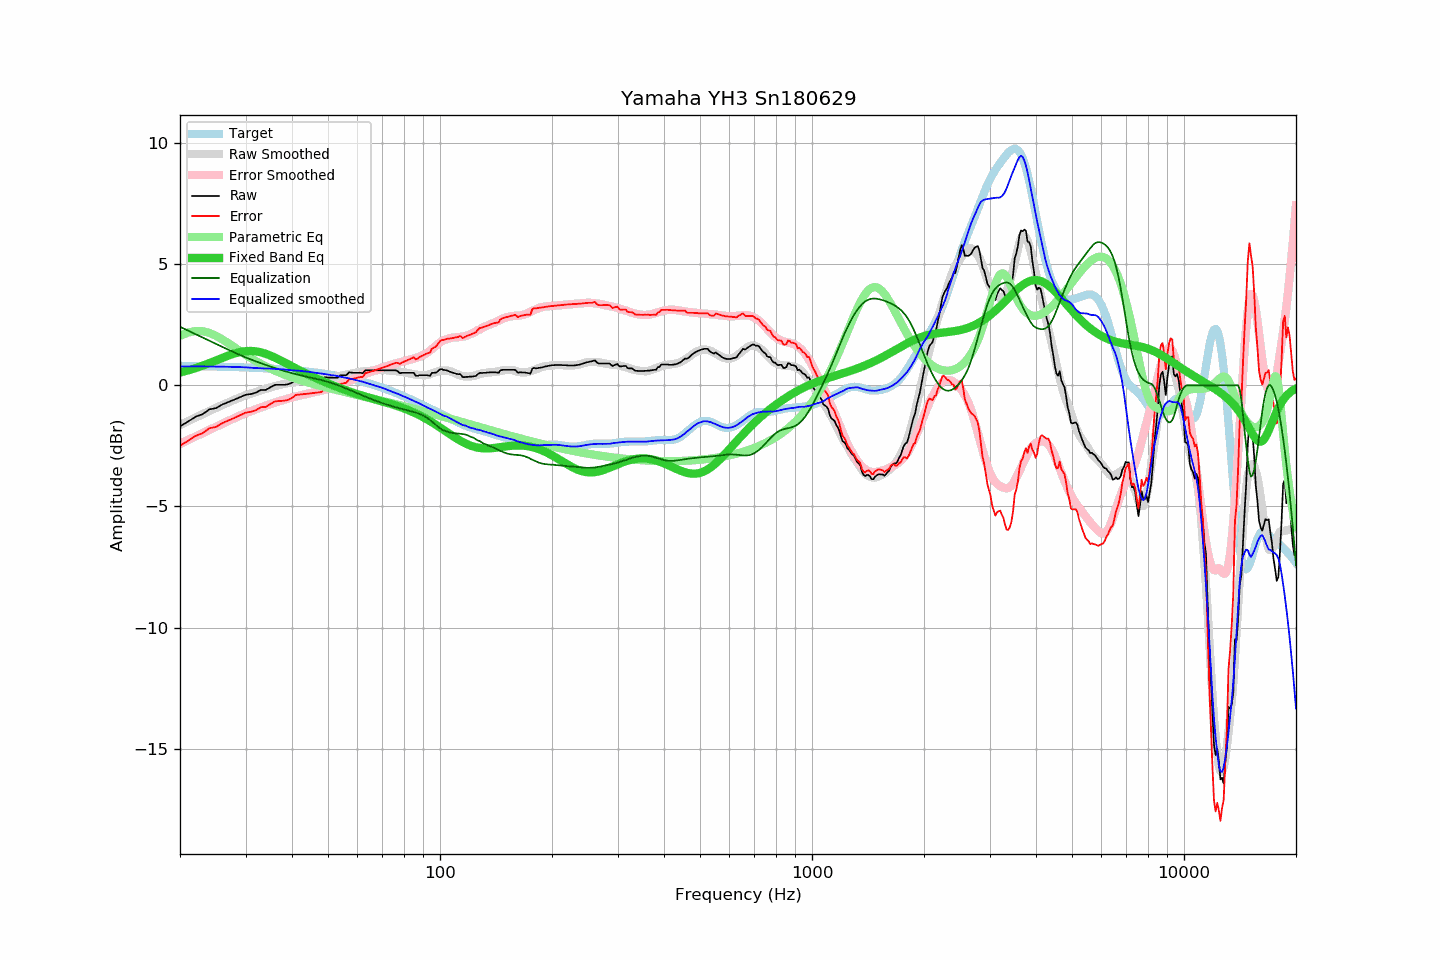 Yamaha YH3 Sn180629
Target
Raw Smoothed
Error Smoothed
Raw
Error
Parametric Eq
Fixed Band Eq
Equalization
Equalized smoothed
10
5
0
−5
−10
−15
Amplitude (dBr)
100
1000
10000
Frequency (Hz)